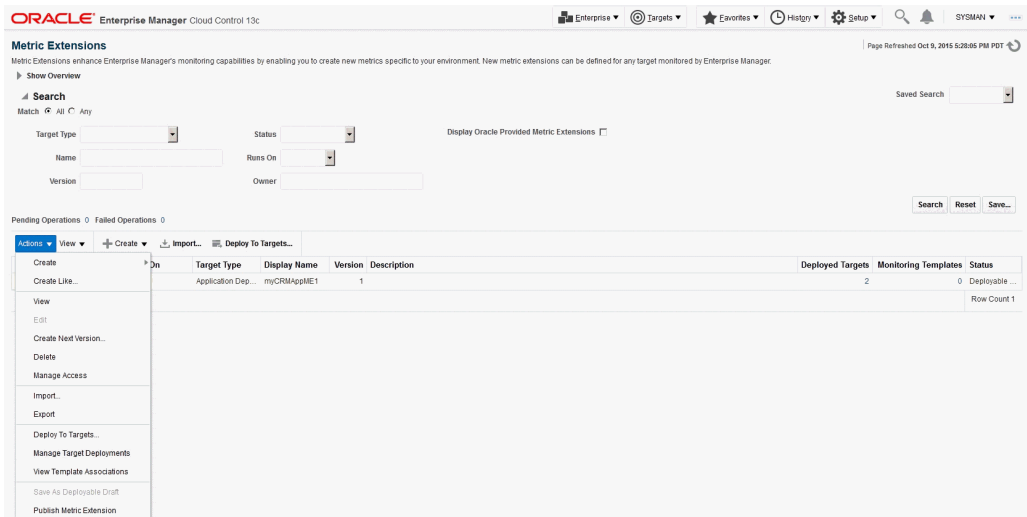 ORACLE Enterprise Manager Cloud Control 13c Enterprise Targets Favorites History Setup SYSMAN
Metric Extensions Page Refreshed Oct 9, 2015 5:28:05 PM PDT
Metric Extensions enhance Enterprise Manager's monitoring capabilities by enabling you to create new metrics specific to your environment. New metric extensions can be defined for any target monitored by Enterprise Manager.
Show Overview
Search Saved Search
Match All Any
Target Type Status Display Oracle Provided Metric Extensions
Name Runs On
Version Owner
Search Reset Save...
Pending Operations 0 Failed Operations 0
Actions View Create Import... Deploy To Targets...
On Target Type Display Name Version Description Deployed Targets Monitoring Templates Status
Application Dep... myCRMAppME1 1 2 0 Deployable ...
Row Count 1
Create
Create Like...
View
Edit
Create Next Version...
Delete
Manage Access
Import...
Export
Deploy To Targets...
Manage Target Deployments
View Template Associations
Save As Deployable Draft
Publish Metric Extension